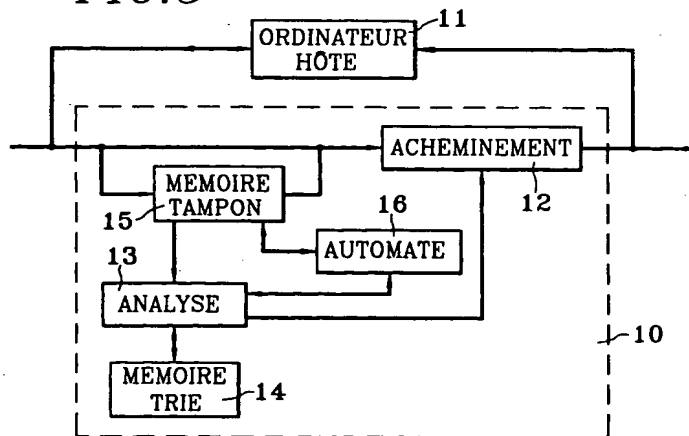 ORDINATEUR
HÔTE
11
ACHEMINEMENT
12
MEMOIRE
TAMPON
15
16
AUTOMATE
13
ANALYSE
10
MEMOIRE
TRIE
14